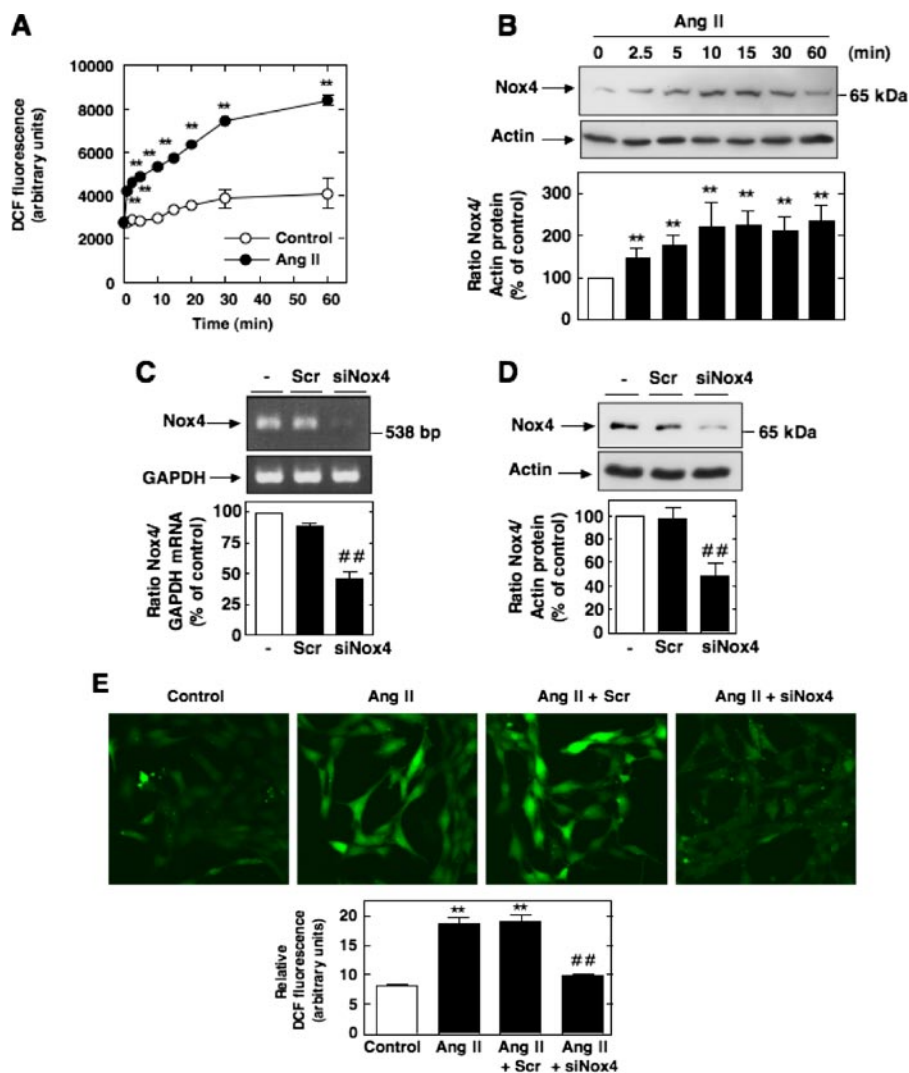 A
10000
8000
6000
4000
2000
0
DCF fluorescence
(arbitrary units)
**
**
**
**
**
**
**
**
**
Control
Ang II
0 10 20 30 40 50 60
Time (min)
B
Ang II
0 2.5 5 10 15 30 60 (min)
Nox4
65 kDa
Actin
Ratio Nox4/
Actin protein
(% of control)
300
200
100
0
** ** ** ** ** **
C
- Scr siNox4
Nox4
538 bp
GAPDH
Ratio Nox4/
GAPDH mRNA
(% of control)
100
75
50
25
0
##
- Scr siNox4
D
- Scr siNox4
Nox4
65 kDa
Actin
Ratio Nox4/
Actin protein
(% of control)
100
80
60
40
20
0
##
- Scr siNox4
E
Control Ang II Ang II + Scr Ang II + siNox4
Relative
DCF fluorescence
(arbitrary units)
20
15
10
5
0
** ** ##
Control Ang II Ang II Ang II
+ Scr + siNox4